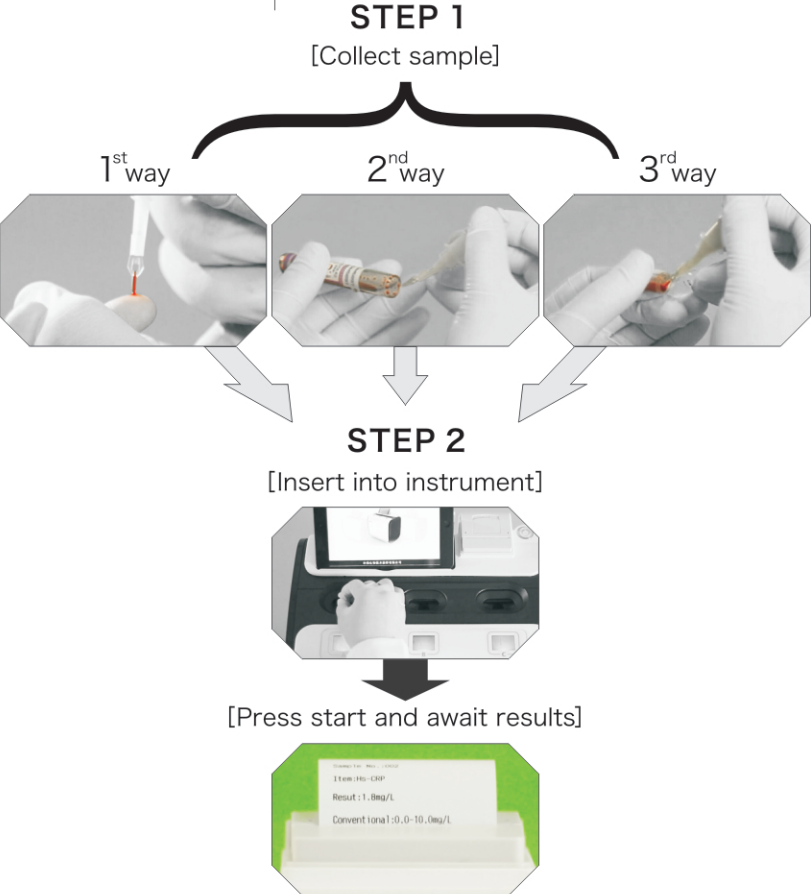 STEP 1
[Collect sample]
1st way
2nd way
3rd way
STEP 2
[Insert into instrument]
[Press start and await results]
Item:Hs-CRP
Resut:1.8mg/L
Conventional:0.0-10.0mg/L